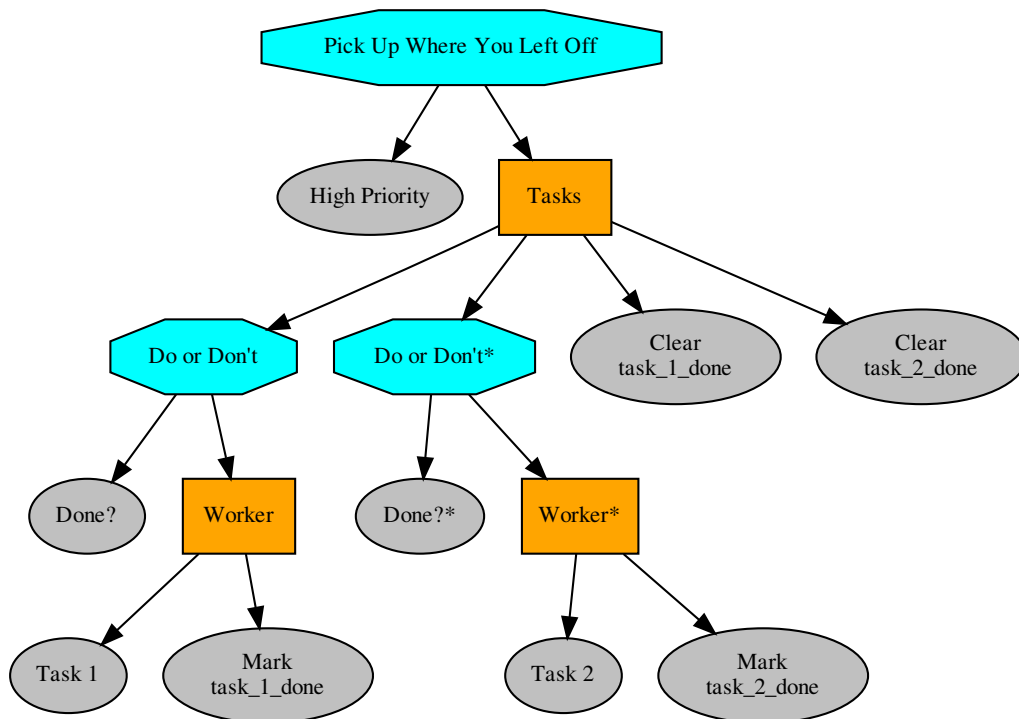 Pick Up Where You Left Off
High Priority
Tasks
Do or Don't
Do or Don't*
Clear
task_1_done
Clear
task_2_done
Done?
Worker
Done?*
Worker*
Task 1
Mark
task_1_done
Task 2
Mark
task_2_done